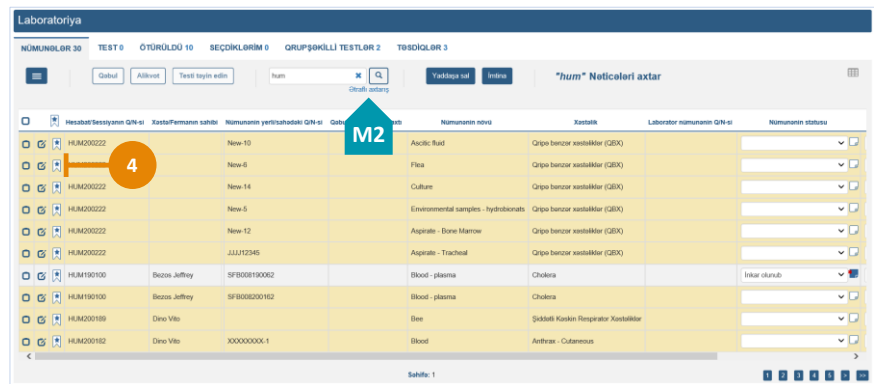 Laboratoriya
NÜMUNƏLƏR 30 TEST 0 ÖTÜRÜLDÜ 10 SEÇDİKLƏRİM 0 QRUPŞƏKİLLİ TESTLƏR 2 TƏSDİQLƏR 3
Qəbul Alikvot Testi təyin edin hum Yaddaşa sal İmtina "hum" Nəticələri axtar
Ətraflı axtarış
M2
Hesabat/Sessiyanın Q/N-si Xəstə/Fermanın sahibi Nümunənin yerli/sahədəki Q/N-si Nümunənin növü Xəstəlik Laborator nümunənin Q/N-si Nümunənin statusu
HUM200222 New-10 Ascitic fluid Qripə bənzər xəstəliklər (QBX)
4 New-6 Flea Qripə bənzər xəstəliklər (QBX)
HUM200222 New-14 Culture Qripə bənzər xəstəliklər (QBX)
HUM200222 New-5 Environmental samples - hydrobionats Qripə bənzər xəstəliklər (QBX)
HUM200222 New-12 Aspirate - Bone Marrow Qripə bənzər xəstəliklər (QBX)
HUM200222 JJJJ12345 Aspirate - Tracheal Qripə bənzər xəstəliklər (QBX)
HUM190100 Bezos Jeffrey SFB008190062 Blood - plasma Cholera İnkar olunub
HUM190100 Bezos Jeffrey SFB008200162 Blood - plasma Cholera
HUM200189 Dino Vito Bee Şiddətli Kəskin Respirator Xəstəliklər
HUM200182 Dino Vito XXXXXXXX-1 Blood Anthrax - Cutaneous
Səhifə: 1 1 2 3 4 5 > >>